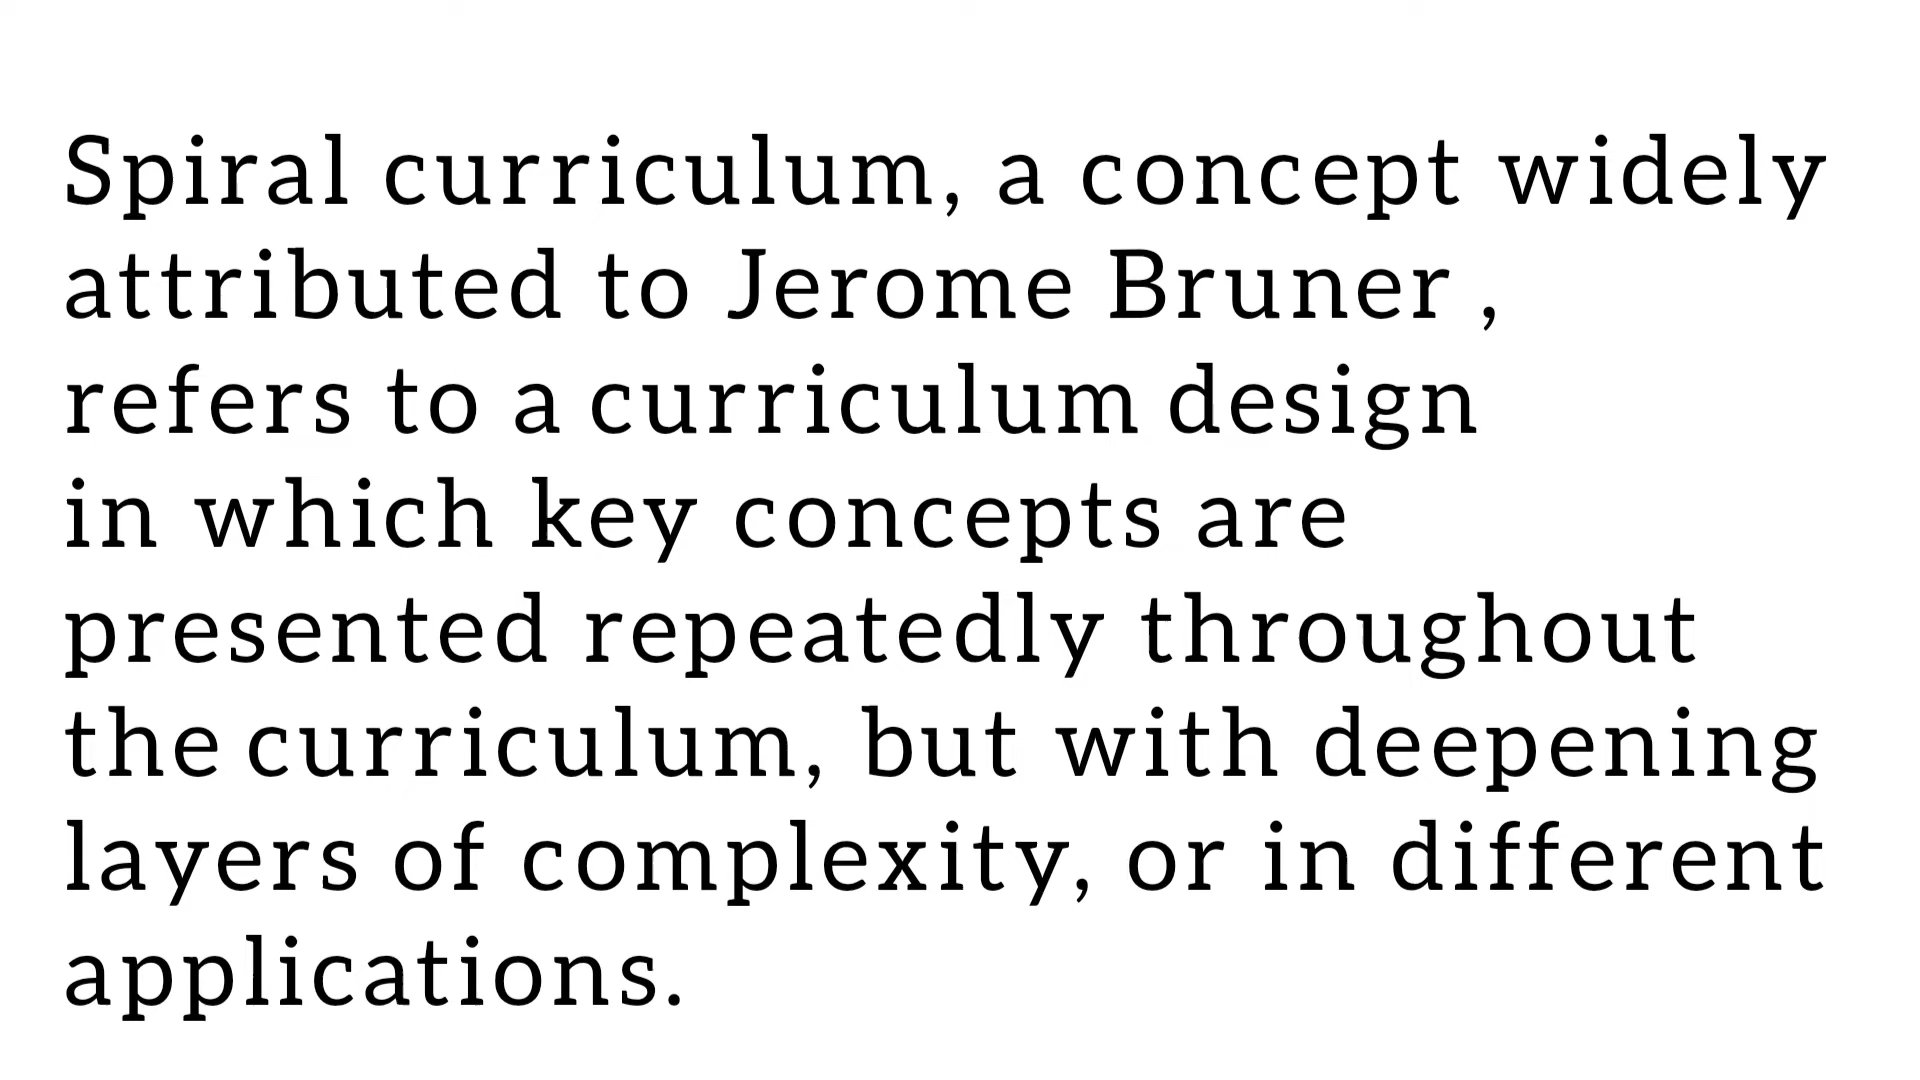 Spiral curriculum, a concept widely
attributed to Jerome Bruner ,
refers to a curriculum design
in which key concepts are
presented repeatedly throughout
the curriculum, but with deepening
layers of complexity, or in different
applications.